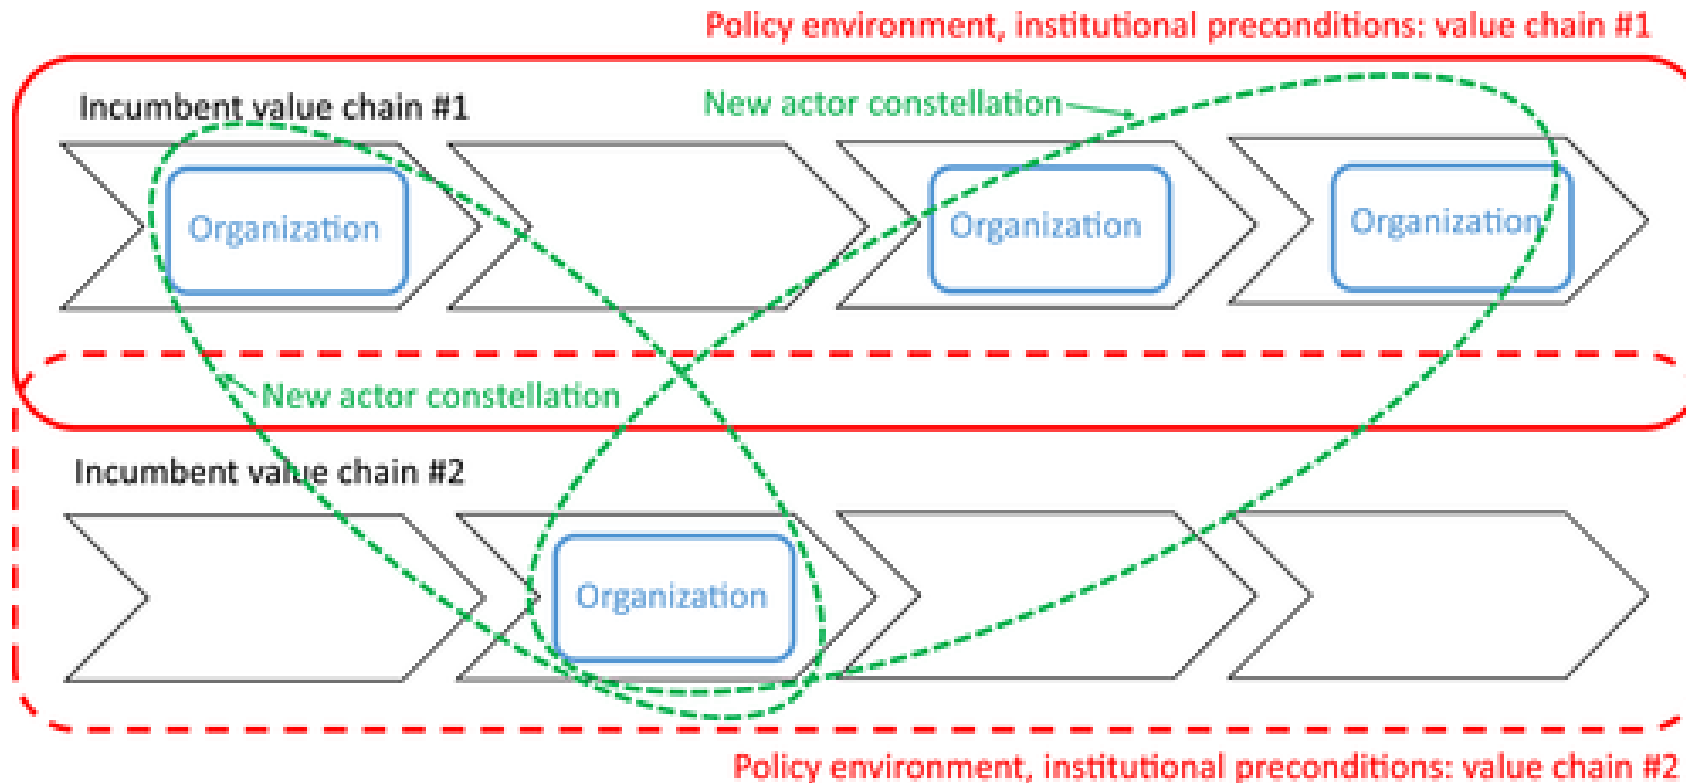 Policy environment, institutional preconditions: value chain #1
Incumbent value chain #1
New actor constellation
Organization
Organization
Organization
New actor constellation
Incumbent value chain #2
Organization
Policy environment, institutional preconditions: value chain #2